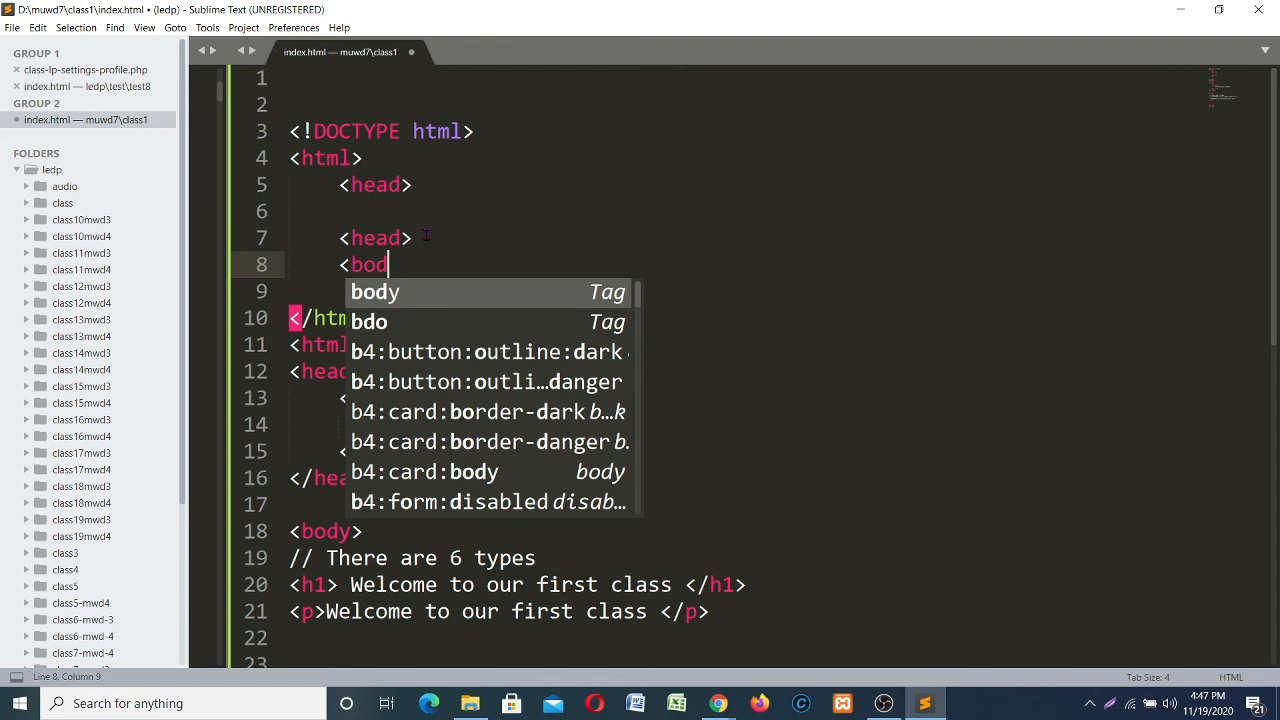 D:\muwd7\class1\index.html • (ledp) - Sublime Text (UNREGISTERED)
File Edit Selection Find View Goto Tools Project Preferences Help
GROUP 1
class-lp-settings-profile.php
index.html — ledp\test\test8
GROUP 2
index.html — muwd7\class1
FOLDERS
ledp
audio
class
class10mwd3
class10mwd4
class11mwd3
class11mwd4
class12mwd3
class12mwd4
class13mwd3
class13mwd4
class14mwd3
class14mwd4
class15mwd3
class15mwd4
class16mwd3
class16mwd4
class17mwd3
class17mwd4
class18mwd3
class18mwd4
class19mwd3
class19mwd4
class3
class4
class5
class5-mwd4
class6-mwd-3
class6-mwd-4
class7-mwd-4
index.html — muwd7\class1
1
2
3 <!DOCTYPE html>
4 <html>
5 <head>
6
7 <head>
8 <bod
9
10 </htm
11 <html
12 <head
13 <
14
15 <
16 </hea
17
18 <body>
19 // There are 6 types
20 <h1> Welcome to our first class </h1>
21 <p>Welcome to our first class </p>
22
23
body Tag
bdo Tag
b4:button:outline:dark
b4:button:outli…danger
b4:card:border-dark b…k
b4:card:border-danger b.
b4:card:body body
b4:form:disabled disab…
Line 8, Column 9
Tab Size: 4
HTML
Type here to search
4:47 PM
11/19/2020
21